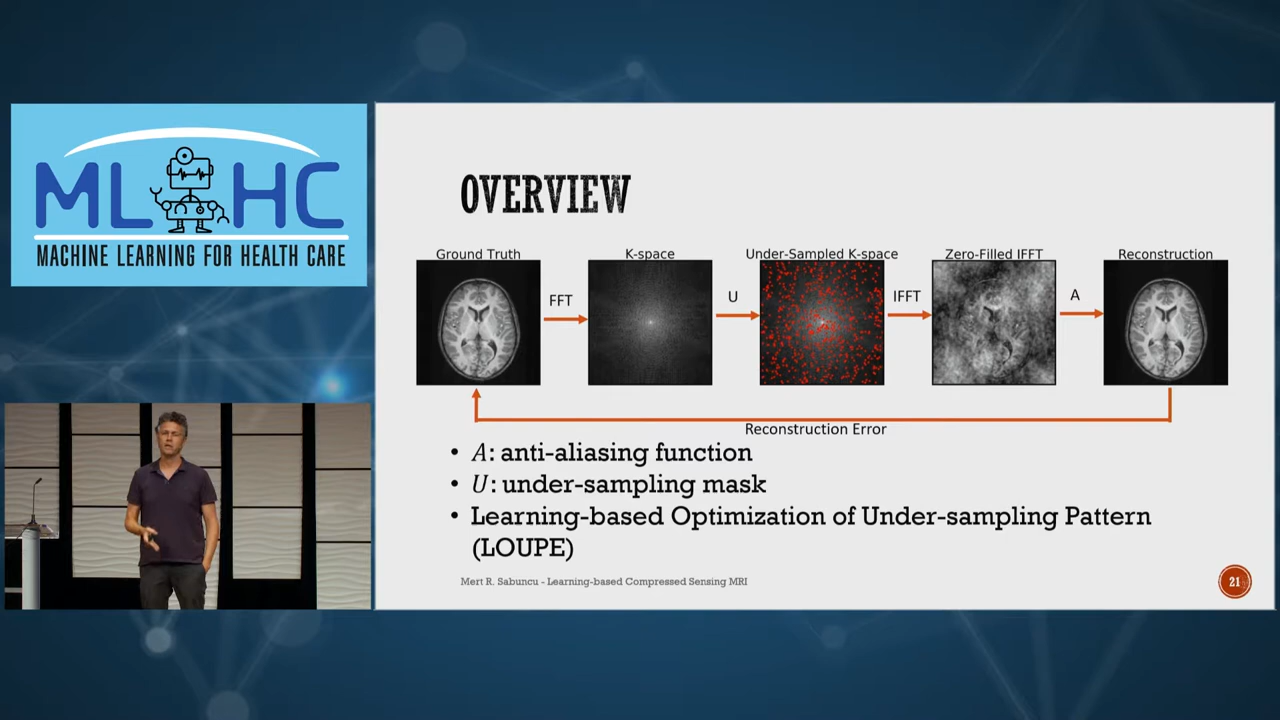 ML HC
MACHINE LEARNING FOR HEALTH CARE
OVERVIEW
Ground Truth
K-space
Under-Sampled K-space
Zero-Filled IFFT
Reconstruction
FFT
U
IFFT
A
Reconstruction Error
• A: anti-aliasing function
• U: under-sampling mask
• Learning-based Optimization of Under-sampling Pattern
(LOUPE)
Mert R. Sabuncu - Learning-based Compressed Sensing MRI
21